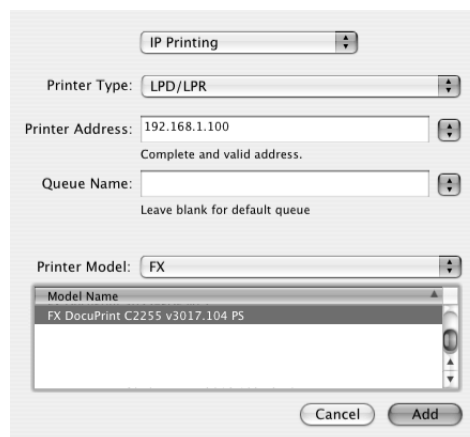 IP Printing
Printer Type: LPD/LPR
Printer Address: 192.168.1.100
Complete and valid address.
Queue Name:
Leave blank for default queue
Printer Model: FX
Model Name
FX DocuPrint C2255 v3017.104 PS
Cancel Add